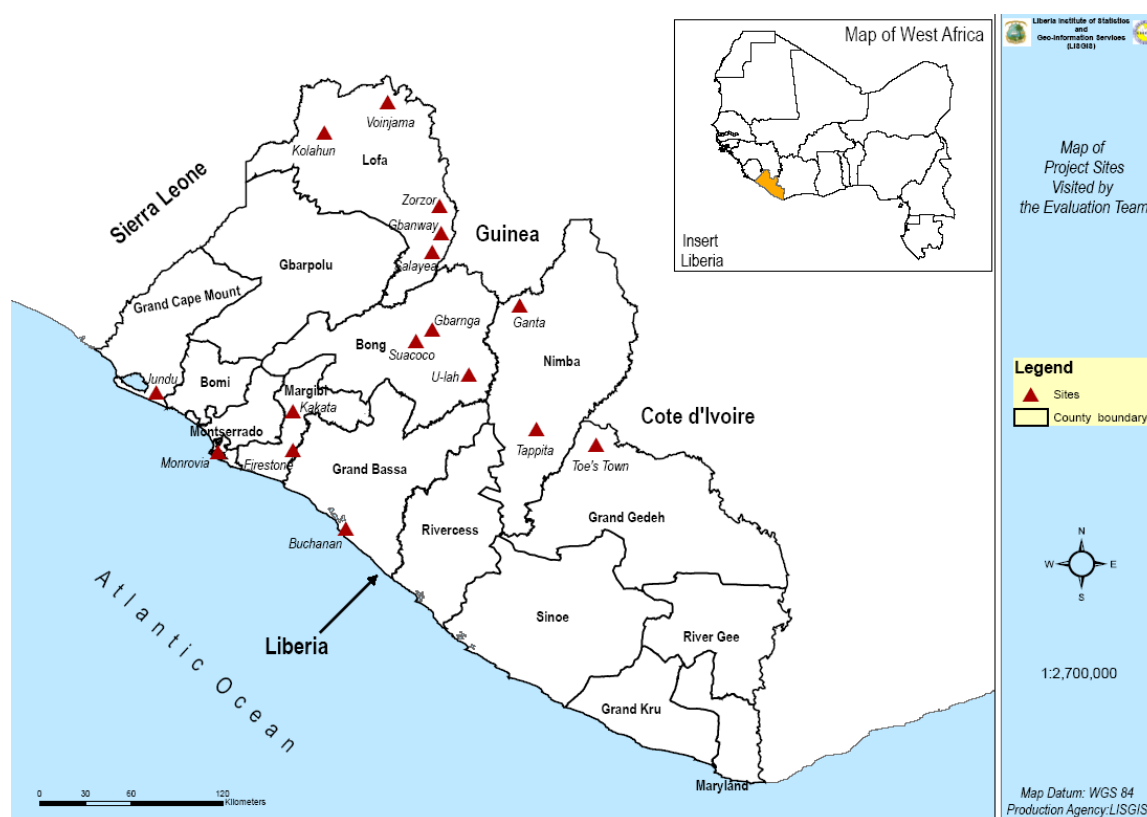 Map of West Africa
Insert
Liberia
Liberia Institute of Statistics
and
Geo-Information Services
(LISGIS)
Map of
Project Sites
Visited by
the Evaluation Team
Legend
Sites
County boundary
N
W
E
S
1:2,700,000
Map Datum: WGS 84
Production Agency:LISGIS
Voinjama
Kolahun
Lofa
Sierra Leone
Zorzor
Gbanway
Guinea
Salayea
Gbarpolu
Grand Cape Mount
Ganta
Gbarnga
Bong
Suacoco
Nimba
U-lah
Jundu
Bomi
Margibi
Kakata
Cote d'Ivoire
Montserrado
Monrovia
Firestone
Grand Bassa
Tappita
Toe's Town
Grand Gedeh
Rivercess
Buchanan
Atlantic Ocean
Liberia
Sinoe
River Gee
Grand Kru
Maryland
0 30 60 120
Kilometers